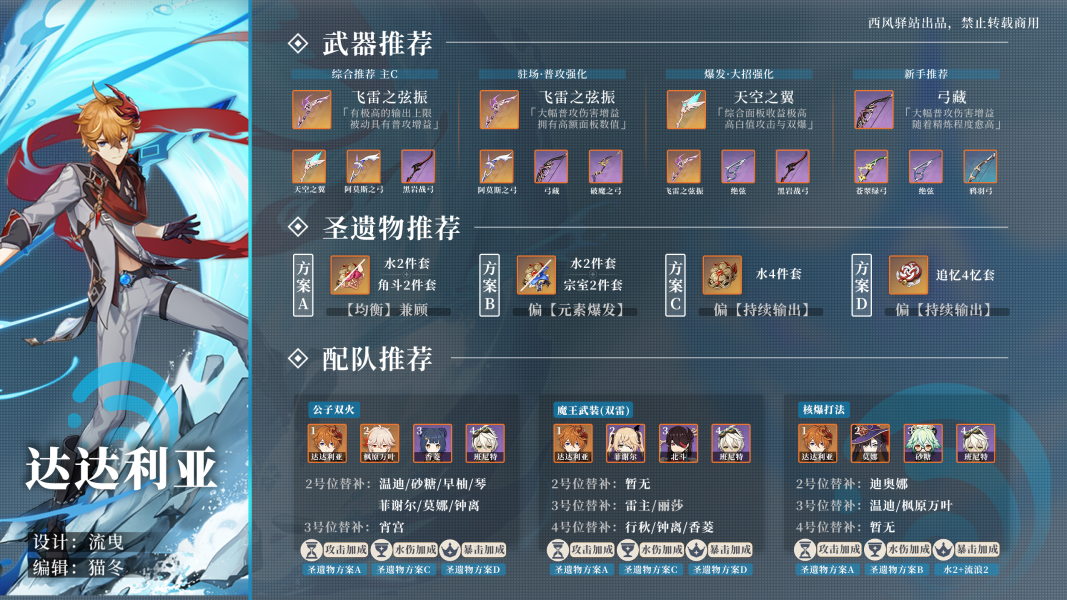 西风驿站出品，禁止转载商用
武器推荐
综合推荐 主C
飞雷之弦振
「有极高的输出上限
被动具有普攻增益」
天空之翼
阿莫斯之弓
黑岩战弓
驻场·普攻强化
飞雷之弦振
「大幅普攻伤害增益
拥有高额面板数值」
阿莫斯之弓
弓藏
破魔之弓
爆发·大招强化
天空之翼
「综合面板收益极高
高白值攻击与双爆」
飞雷之弦振
绝弦
黑岩战弓
新手推荐
弓藏
「大幅普攻伤害增益
随着精炼程度愈高」
苍翠猎弓
绝弦
鸦羽弓
圣遗物推荐
方案A
水2件套
+
角斗2件套
【均衡】兼顾
方案B
水2件套
+
宗室2件套
偏【元素爆发】
方案C
水4件套
偏【持续输出】
方案D
追忆4亿套
偏【持续输出】
配队推荐
公子双火
1 达达利亚
2 枫原万叶
3 香菱
4 班尼特
2号位替补：温迪/砂糖/早柚/琴
菲谢尔/莫娜/钟离
3号位替补：宵宫
攻击加成 水伤加成 暴击加成
圣遗物方案A 圣遗物方案C 圣遗物方案D
魔王武装(双雷)
1 达达利亚
2 菲谢尔
3 北斗
4 班尼特
2号位替补：暂无
3号位替补：雷主/丽莎
4号位替补：行秋/钟离/香菱
攻击加成 水伤加成 暴击加成
圣遗物方案A 圣遗物方案C 圣遗物方案D
核爆打法
1 达达利亚
2 莫娜
3 砂糖
4 班尼特
2号位替补：迪奥娜
3号位替补：温迪/枫原万叶
4号位替补：暂无
攻击加成 水伤加成 暴击加成
圣遗物方案A 圣遗物方案B 水2+流浪2
达达利亚
设计：流曳
编辑：猫冬